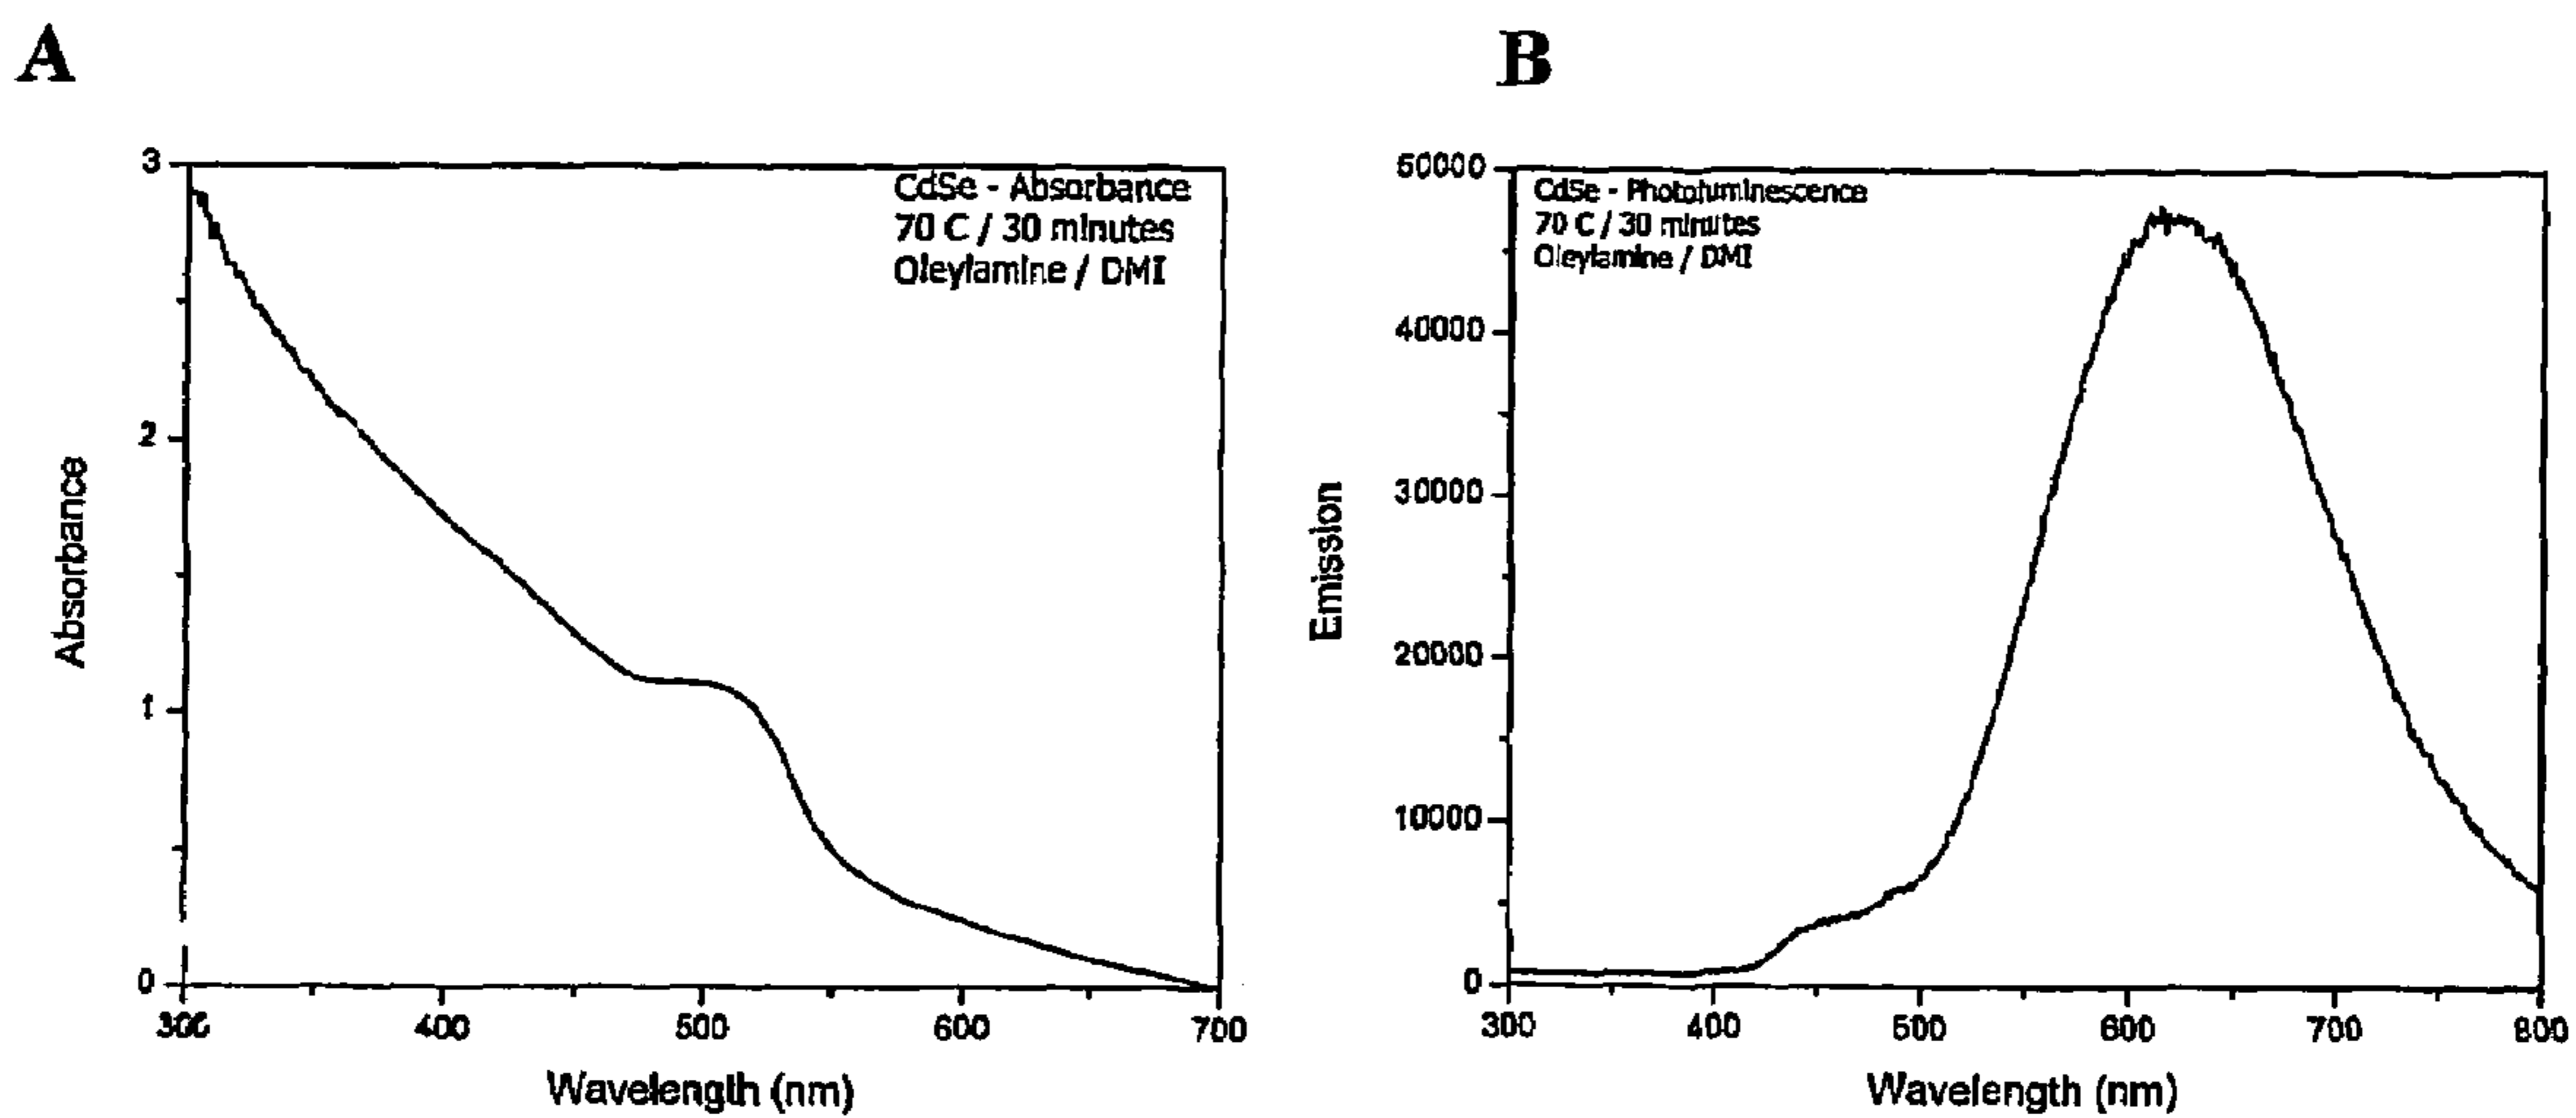 A
B
3
2
1
0
Absorbance
CdSe - Absorbance
70 C / 30 minutes
Oleylamine / DMI
300
400
500
600
700
Wavelength (nm)
50000
40000
30000
20000
10000
0
Emission
CdSe - Photoluminescence
70 C / 30 minutes
Oleylamine / DMI
300
400
500
600
700
800
Wavelength (nm)